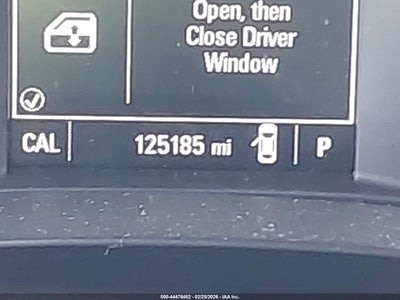 Open, then
Close Driver
Window
CAL
125185 mi
P
000-44478482 - 02/25/2026 - IAA Inc.